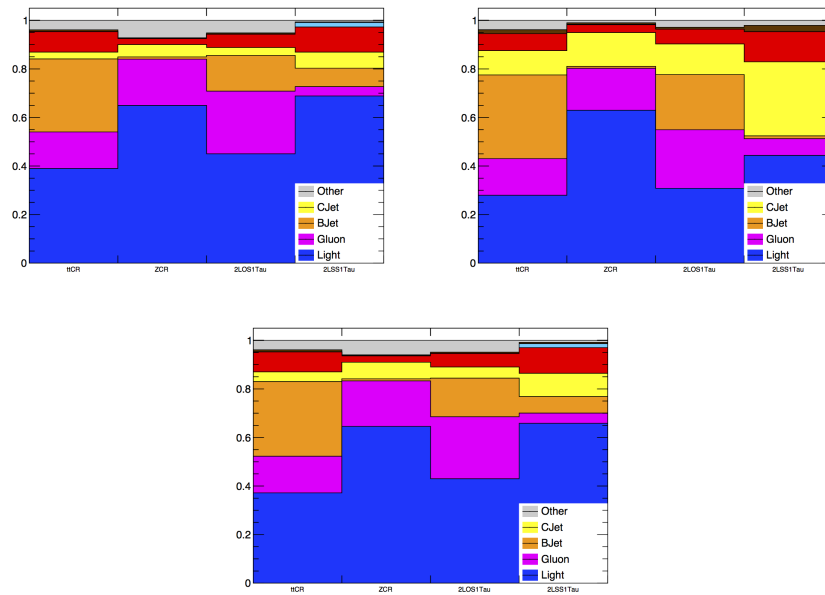 1
0.8
0.6
0.4
0.2
0
Other
CJet
BJet
Gluon
Light
ttCR
ZCR
2LOS1Tau
2LSS1Tau
1
0.8
0.6
0.4
0.2
0
Other
CJet
BJet
Gluon
Light
ttCR
ZCR
2LOS1Tau
2LSS1Tau
1
0.8
0.6
0.4
0.2
0
Other
CJet
BJet
Gluon
Light
ttCR
ZCR
2LOS1Tau
2LSS1Tau